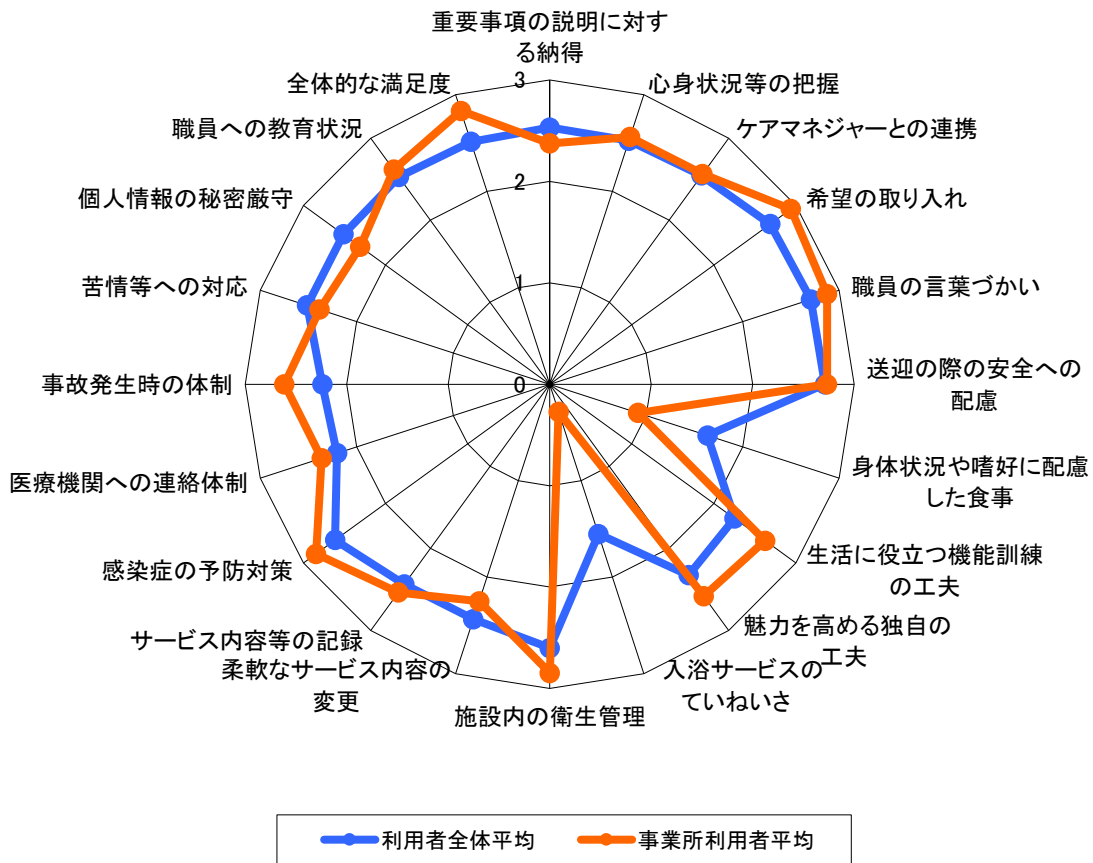 重要事項の説明に対す
る納得
心身状況等の把握
ケアマネジャーとの連携
希望の取り入れ
職員の言葉づかい
送迎の際の安全への
配慮
身体状況や嗜好に配慮
した食事
生活に役立つ機能訓練
の工夫
魅力を高める独自の
工夫
入浴サービスの
ていねいさ
施設内の衛生管理
柔軟なサービス内容の
変更
サービス内容等の記録
感染症の予防対策
医療機関への連絡体制
事故発生時の体制
苦情等への対応
個人情報の秘密厳守
職員への教育状況
全体的な満足度
3
2
1
0
利用者全体平均
事業所利用者平均